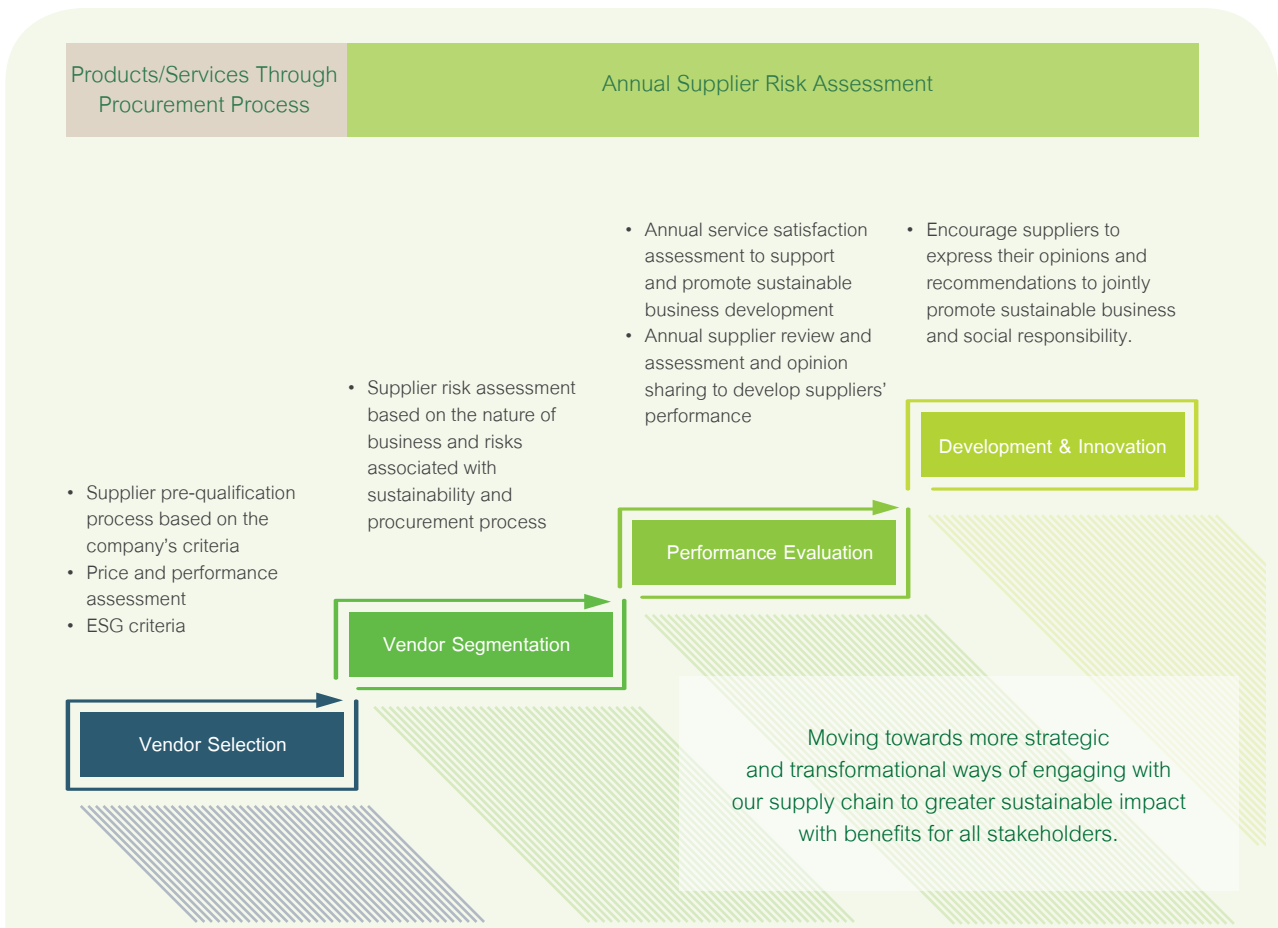 Products/Services Through
Procurement Process
Annual Supplier Risk Assessment
• Supplier pre-qualification
process based on the
company’s criteria
• Price and performance
assessment
• ESG criteria
Vendor Selection
• Supplier risk assessment
based on the nature of
business and risks
associated with
sustainability and
procurement process
Vendor Segmentation
• Annual service satisfaction
assessment to support
and promote sustainable
business development
• Annual supplier review and
assessment and opinion
sharing to develop suppliers’
performance
Performance Evaluation
• Encourage suppliers to
express their opinions and
recommendations to jointly
promote sustainable business
and social responsibility.
Development & Innovation
Moving towards more strategic
and transformational ways of engaging with
our supply chain to greater sustainable impact
with benefits for all stakeholders.